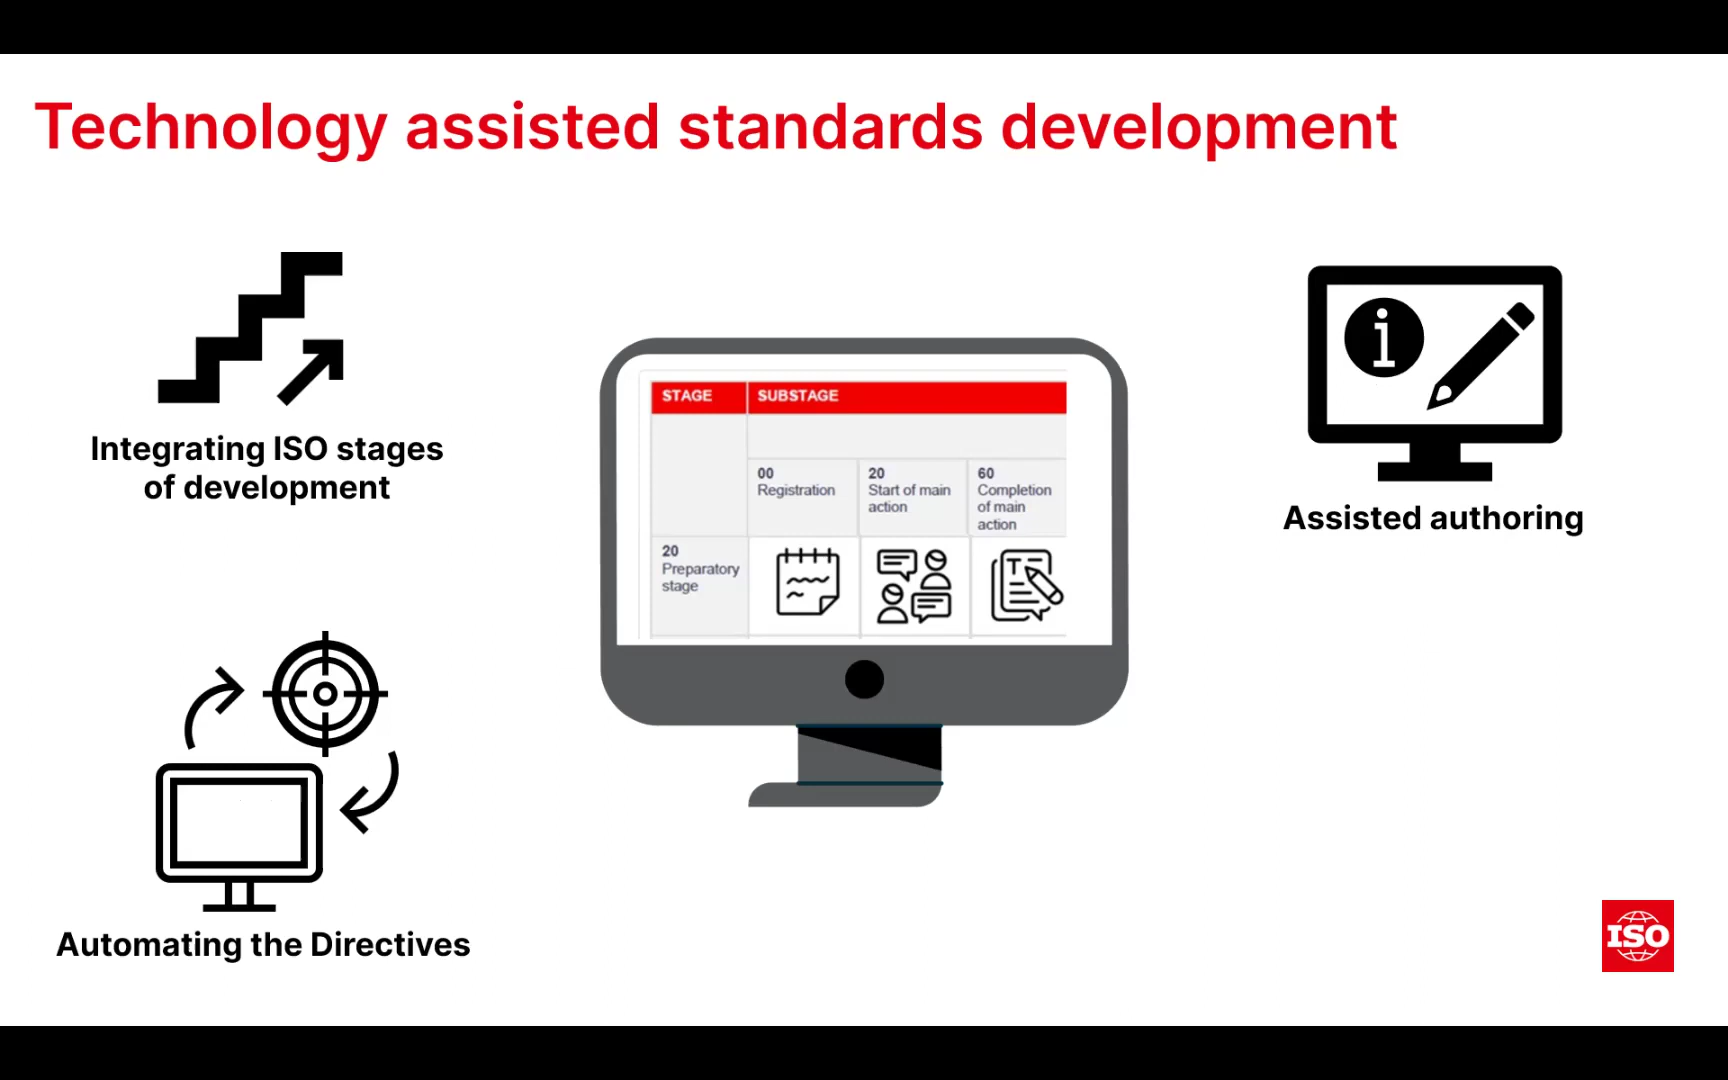 Technology assisted standards development
Integrating ISO stages
of development
STAGE
SUBSTAGE
00
Registration
20
Start of main
action
60
Completion
of main
action
20
Preparatory
stage
Assisted authoring
Automating the Directives
ISO